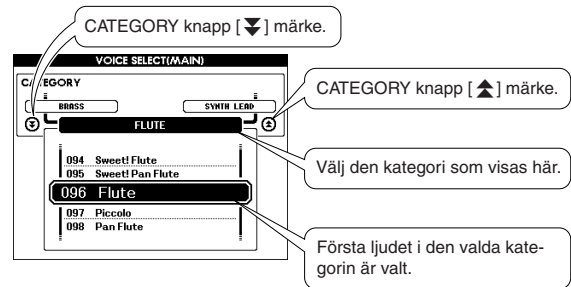 CATEGORY knapp [ ] märke.
VOICE SELECT(MAIN)
CATEGORY
BRASS
SYNTH LEAD
FLUTE
094 Sweet! Flute
095 Sweet! Pan Flute
096 Flute
097 Piccolo
098 Pan Flute
CATEGORY knapp [ ] märke.
Välj den kategori som visas här.
Första ljudet i den valda kate-
gorin är valt.